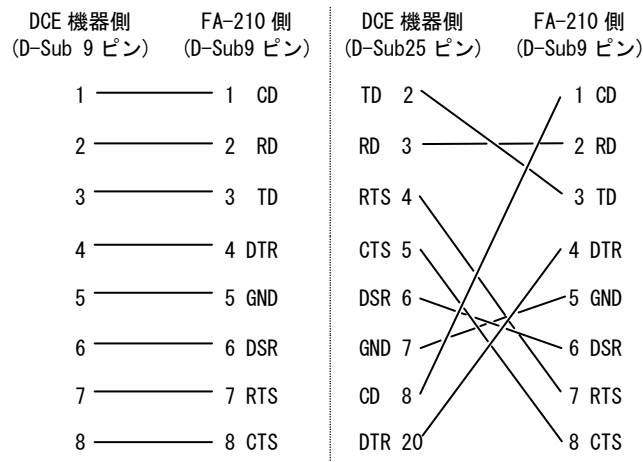 DCE 機器側 FA-210 側
(D-Sub 9 ピン) (D-Sub9 ピン)
1 1 CD
2 2 RD
3 3 TD
4 4 DTR
5 5 GND
6 6 DSR
7 7 RTS
8 8 CTS
DCE 機器側 FA-210 側
(D-Sub25 ピン) (D-Sub9 ピン)
TD 2 1 CD
RD 3 2 RD
RTS 4 3 TD
CTS 5 4 DTR
DSR 6 5 GND
GND 7 6 DSR
CD 8 7 RTS
DTR 20 8 CTS